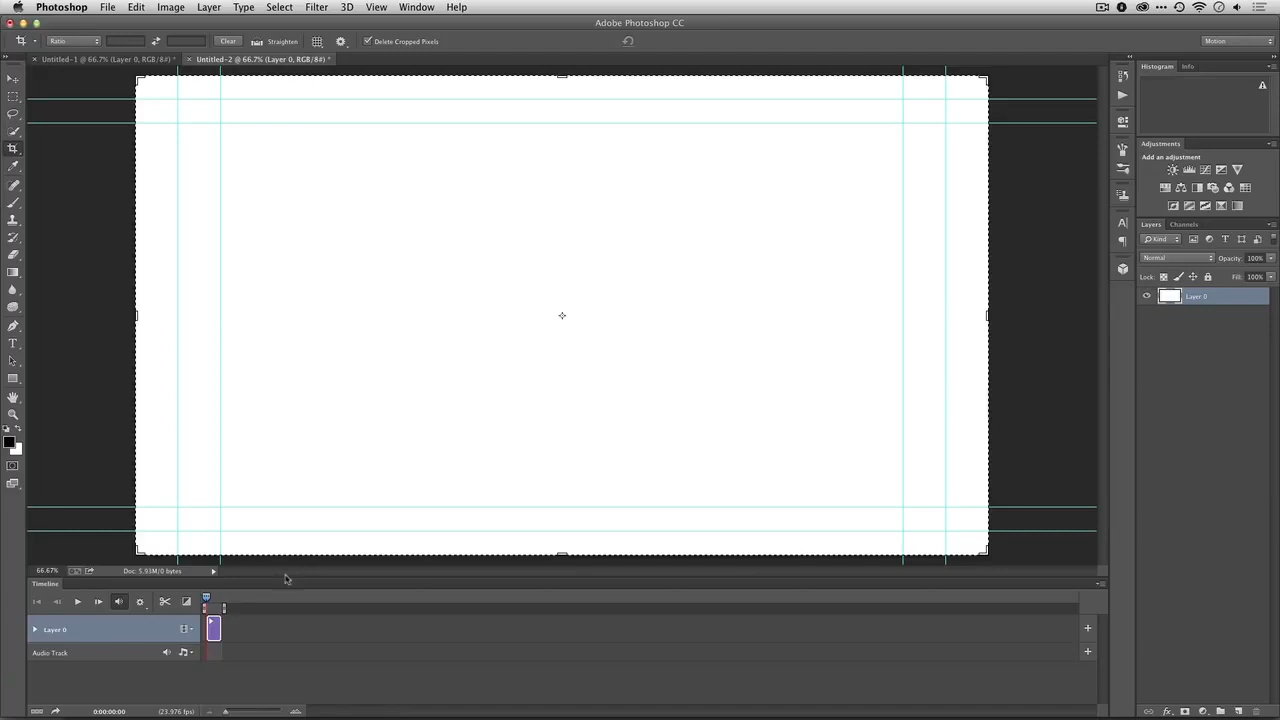 Photoshop File Edit Image Layer Type Select Filter 3D View Window Help
Adobe Photoshop CC
Ratio Clear Straighten Delete Cropped Pixels Motion
Untitled-1 @ 66.7% (Layer 0, RGB/8#) * Untitled-2 @ 66.7% (Layer 0, RGB/8#) *
Histogram Info
Adjustments
Add an adjustment
Layers Channels
Kind
Normal Opacity: 100%
Lock: Fill: 100%
Layer 0
66.67% Doc: 5.93M/0 bytes
Timeline
Layer 0
Audio Track
0:00:00:00 (23.976 fps)